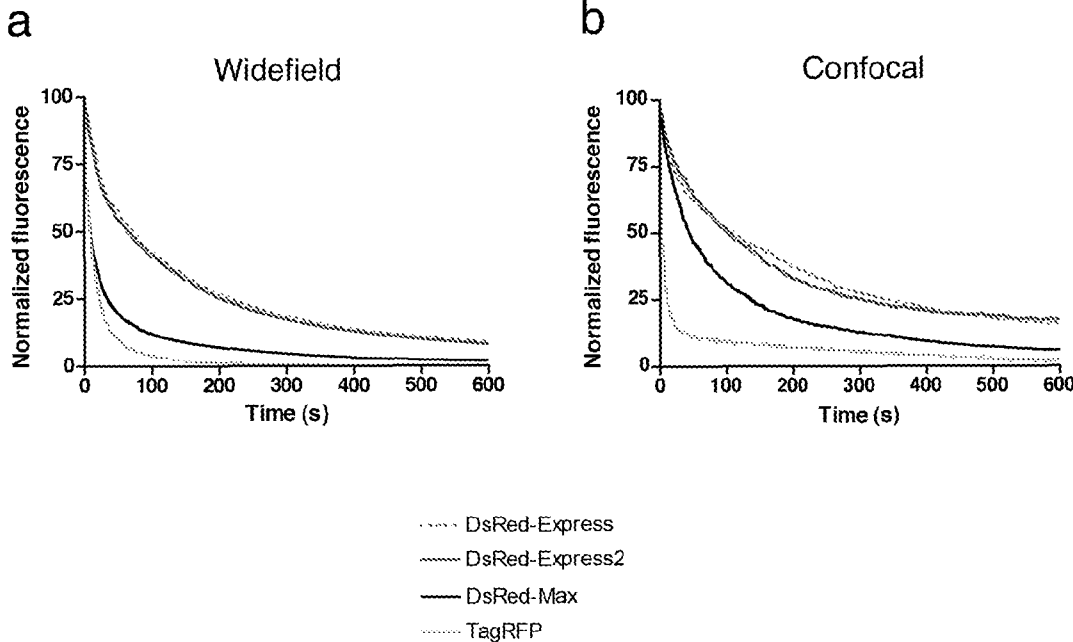 a
Widefield
Normalized fluorescence
100
75
50
25
0
0 100 200 300 400 500 600
Time (s)
b
Confocal
Normalized fluorescence
100
75
50
25
0
0 100 200 300 400 500 600
Time (s)
DsRed-Express
DsRed-Express2
DsRed-Max
TagRFP